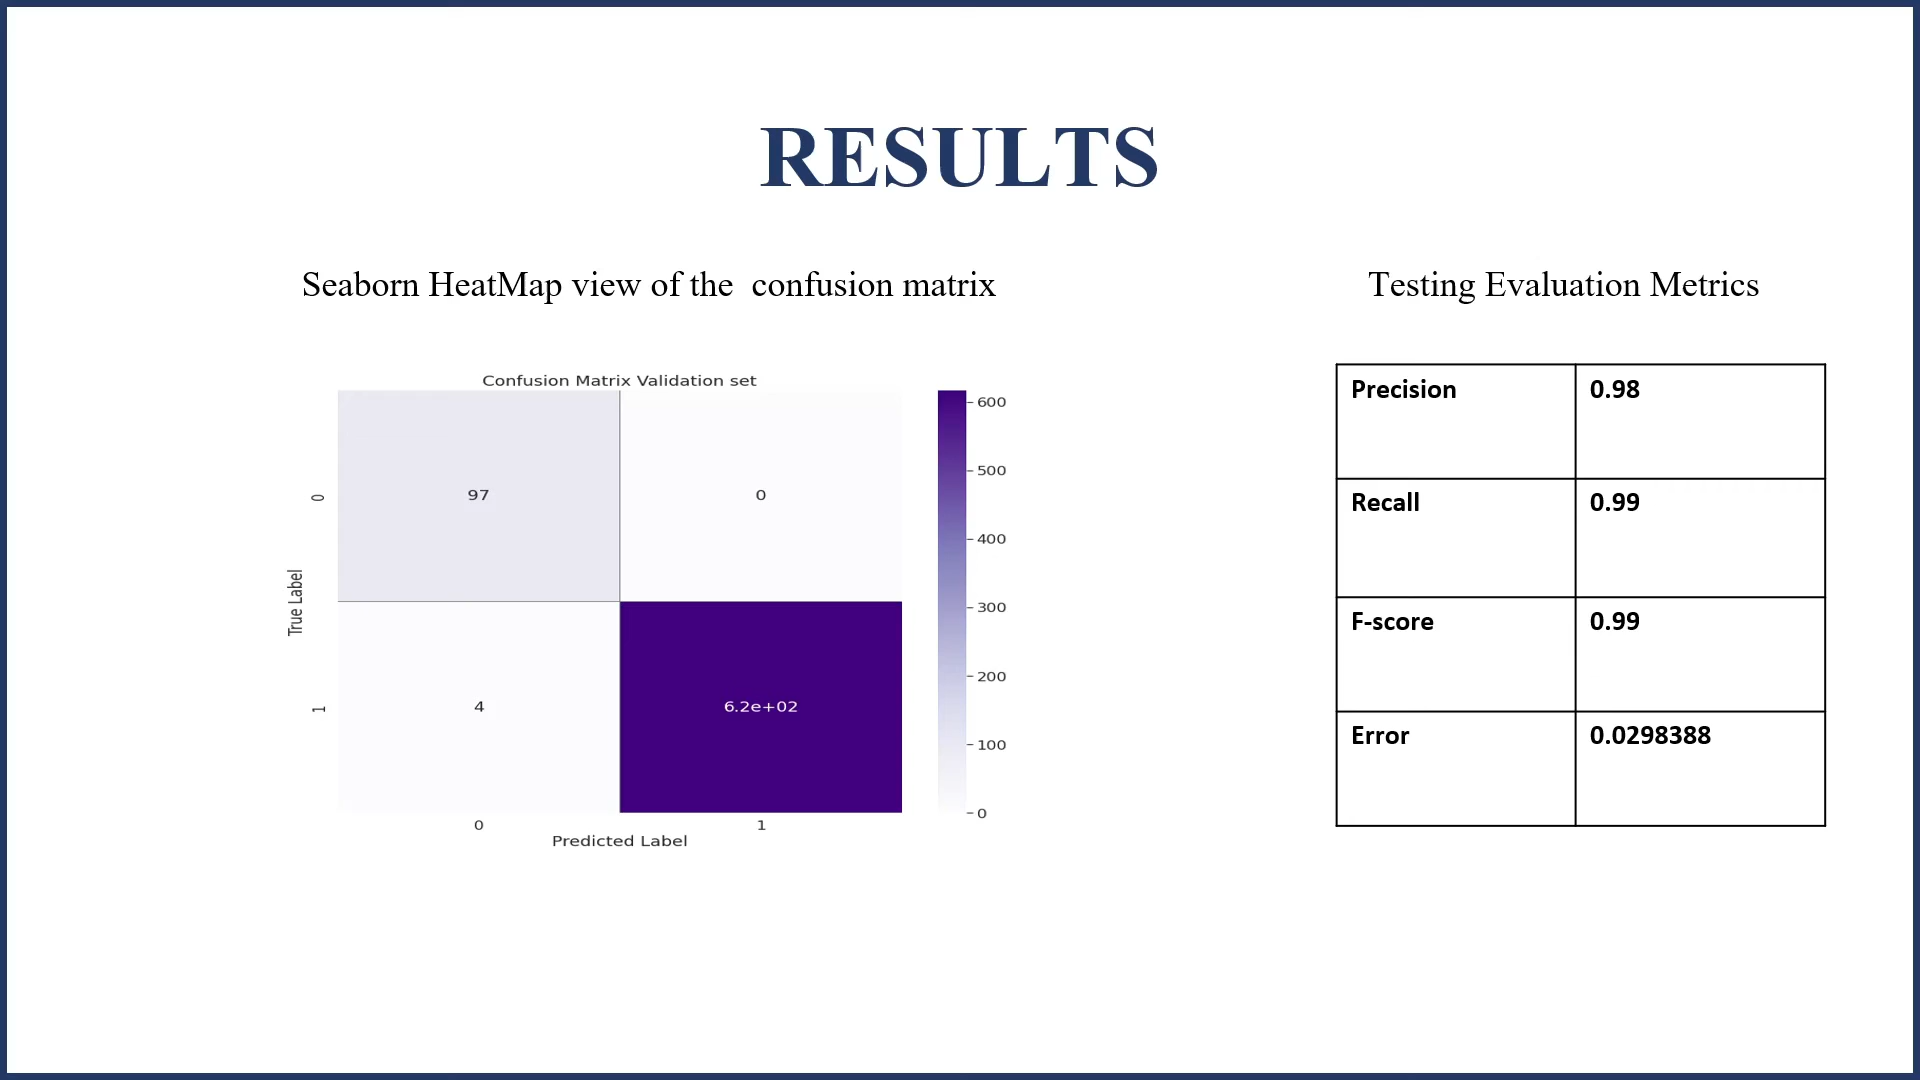 RESULTS
Seaborn HeatMap view of the  confusion matrix
Confusion Matrix Validation set
True Label
0
1
97
0
4
6.2e+02
0
1
Predicted Label
600
500
400
300
200
100
0
Testing Evaluation Metrics
Precision 0.98
Recall 0.99
F-score 0.99
Error 0.0298388